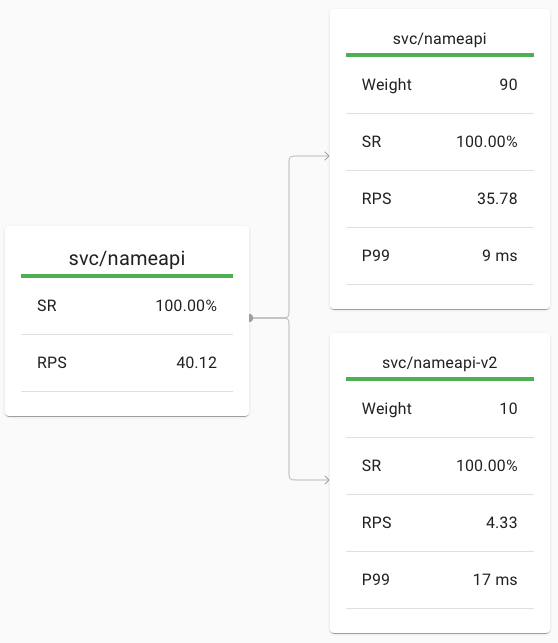 svc/nameapi
SR 100.00%
RPS 40.12
svc/nameapi
Weight 90
SR 100.00%
RPS 35.78
P99 9 ms
svc/nameapi-v2
Weight 10
SR 100.00%
RPS 4.33
P99 17 ms